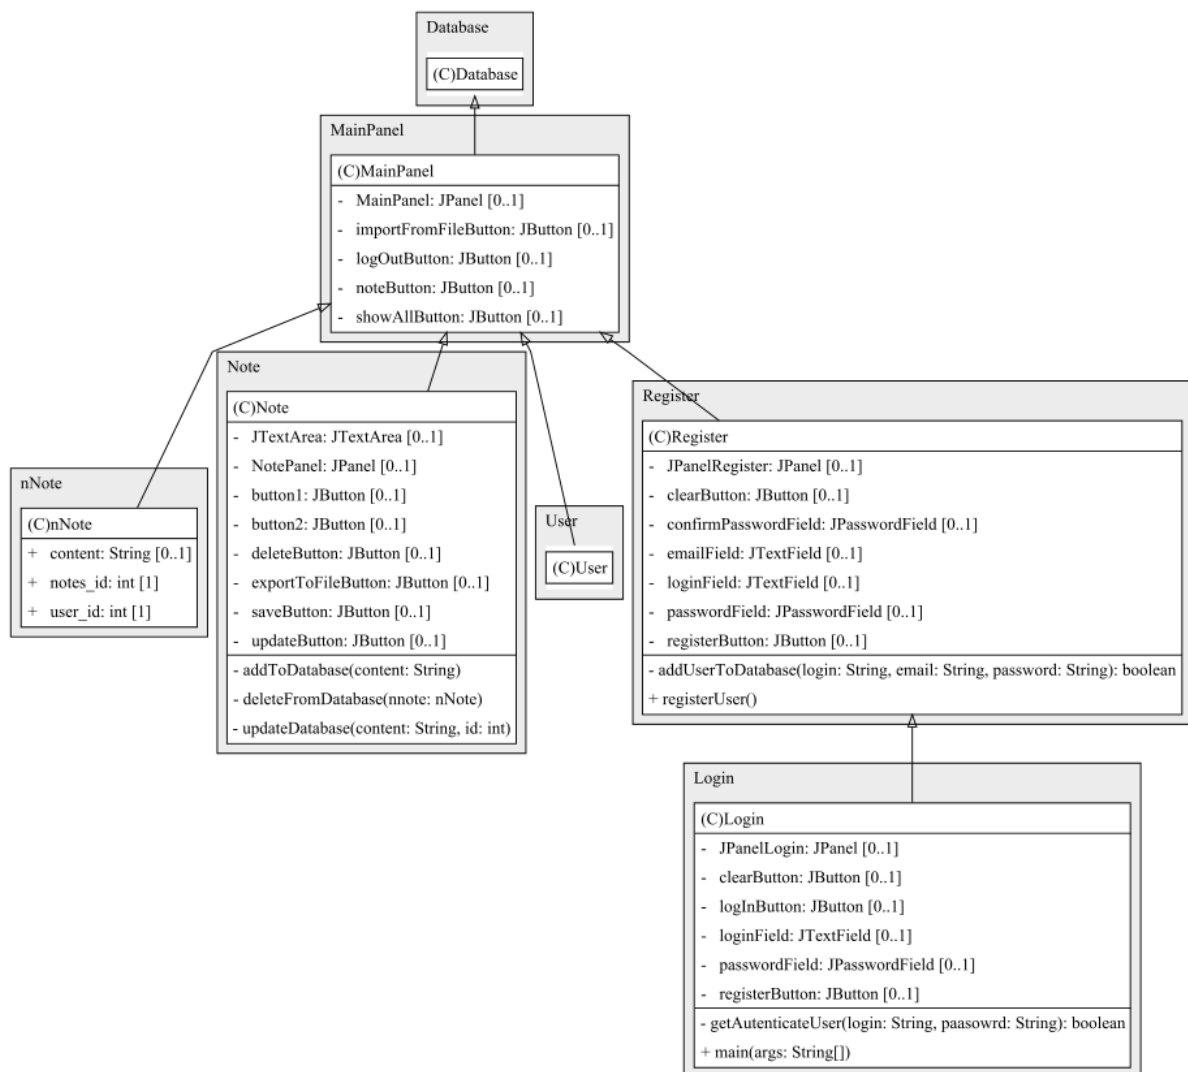 Database
(C)Database
MainPanel
(C)MainPanel
- MainPanel: JPanel [0..1]
- importFromFileButton: JButton [0..1]
- logOutButton: JButton [0..1]
- noteButton: JButton [0..1]
- showAllButton: JButton [0..1]
Note
(C)Note
- JTextArea: JTextArea [0..1]
- NotePanel: JPanel [0..1]
- button1: JButton [0..1]
- button2: JButton [0..1]
- deleteButton: JButton [0..1]
- exportToFileButton: JButton [0..1]
- saveButton: JButton [0..1]
- updateButton: JButton [0..1]
- addToDatabase(content: String)
- deleteFromDatabase(nnote: nNote)
- updateDatabase(content: String, id: int)
nNote
(C)nNote
+ content: String [0..1]
+ notes_id: int [1]
+ user_id: int [1]
User
(C)User
Register
(C)Register
- JPanelRegister: JPanel [0..1]
- clearButton: JButton [0..1]
- confirmPasswordField: JPasswordField [0..1]
- emailField: JTextField [0..1]
- loginField: JTextField [0..1]
- passwordField: JPasswordField [0..1]
- registerButton: JButton [0..1]
- addUserToDatabase(login: String, email: String, password: String): boolean
+ registerUser()
Login
(C)Login
- JPanelLogin: JPanel [0..1]
- clearButton: JButton [0..1]
- logInButton: JButton [0..1]
- loginField: JTextField [0..1]
- passwordField: JPasswordField [0..1]
- registerButton: JButton [0..1]
- getAutenticateUser(login: String, paasowrd: String): boolean
+ main(args: String[])